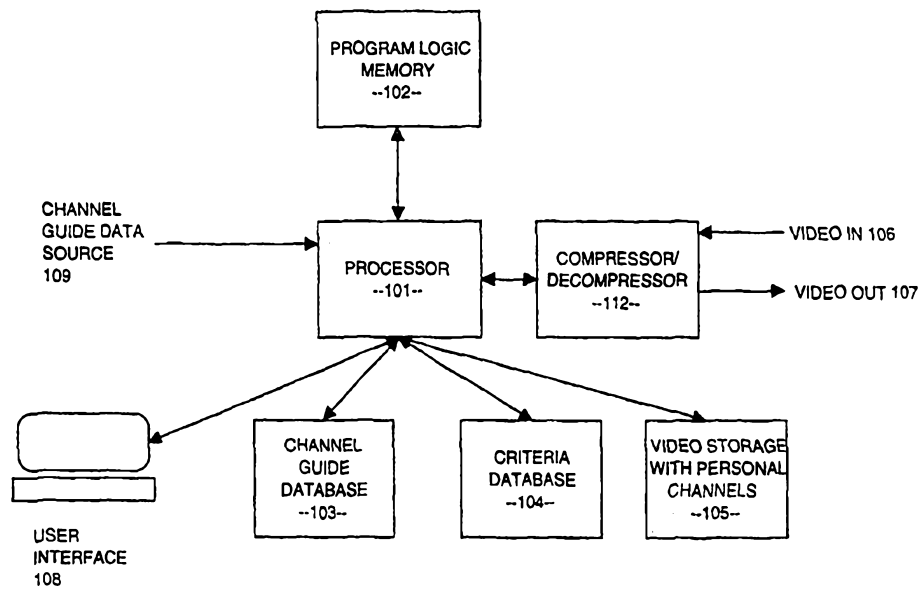 PROGRAM LOGIC
MEMORY
--102--
CHANNEL
GUIDE DATA
SOURCE
109
PROCESSOR
--101--
COMPRESSOR/
DECOMPRESSOR
--112--
VIDEO IN 106
VIDEO OUT 107
USER
INTERFACE
108
CHANNEL
GUIDE
DATABASE
--103--
CRITERIA
DATABASE
--104--
VIDEO STORAGE
WITH PERSONAL
CHANNELS
--105--